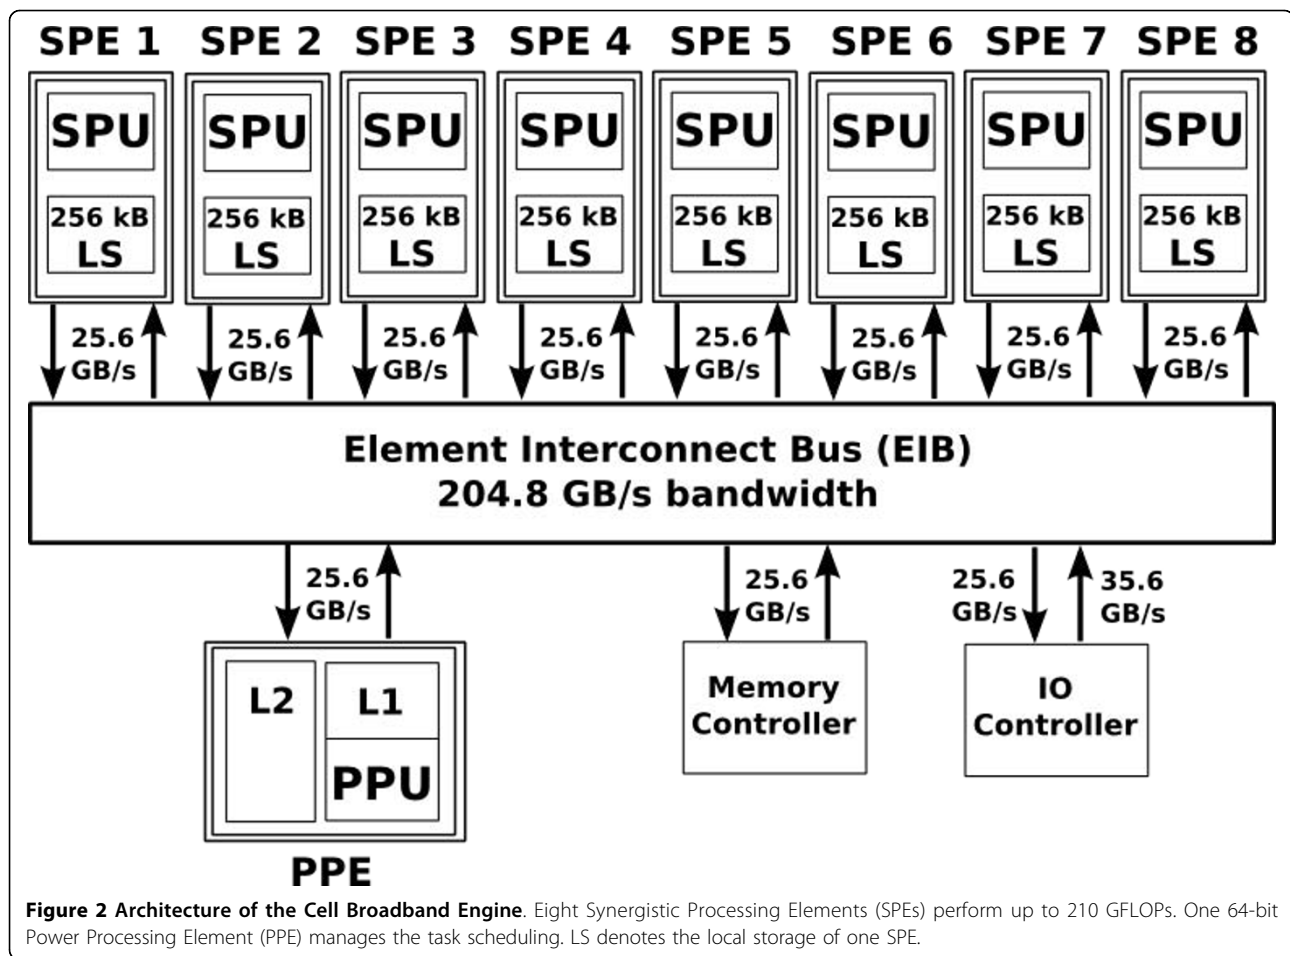 SPE 1 SPE 2 SPE 3 SPE 4 SPE 5 SPE 6 SPE 7 SPE 8
SPU SPU SPU SPU SPU SPU SPU SPU
256 kB 256 kB 256 kB 256 kB 256 kB 256 kB 256 kB 256 kB
LS LS LS LS LS LS LS LS
25.6 25.6 25.6 25.6 25.6 25.6 25.6 25.6
GB/s GB/s GB/s GB/s GB/s GB/s GB/s GB/s
Element Interconnect Bus (EIB)
204.8 GB/s bandwidth
25.6 25.6 25.6 35.6
GB/s GB/s GB/s GB/s
L2 L1 Memory IO
Controller Controller
PPU
PPE
Figure 2 Architecture of the Cell Broadband Engine. Eight Synergistic Processing Elements (SPEs) perform up to 210 GFLOPs. One 64-bit
Power Processing Element (PPE) manages the task scheduling. LS denotes the local storage of one SPE.